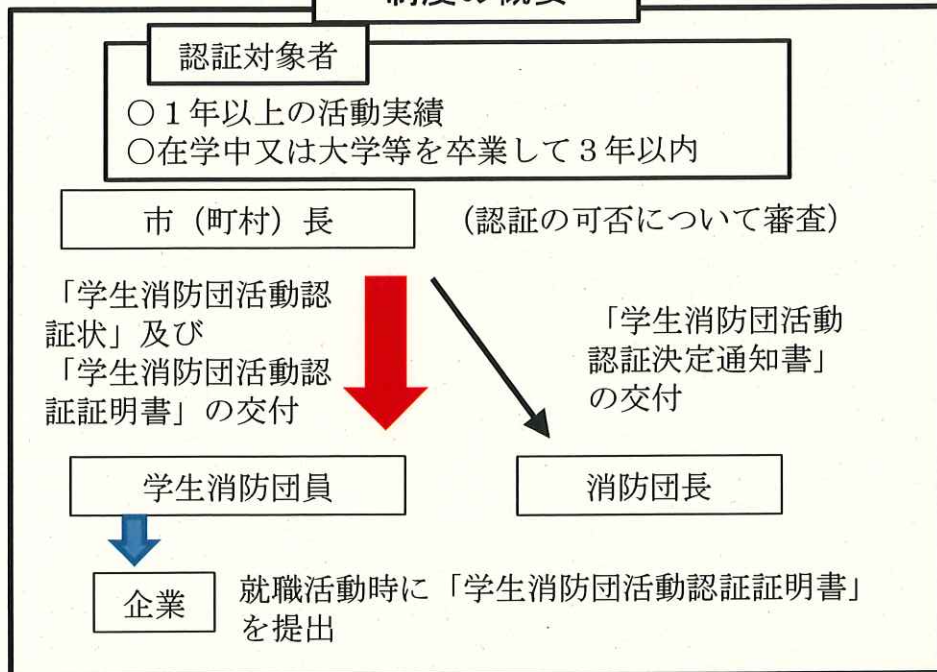 制度の概要
認証対象者
○１年以上の活動実績
○在学中又は大学等を卒業して３年以内
市（町村）長
（認証の可否について審査）
「学生消防団活動認
証状」及び
「学生消防団活動認
証証明書」の交付
「学生消防団活動
認証決定通知書」
の交付
学生消防団員
消防団長
企業
就職活動時に「学生消防団活動認証証明書」
を提出